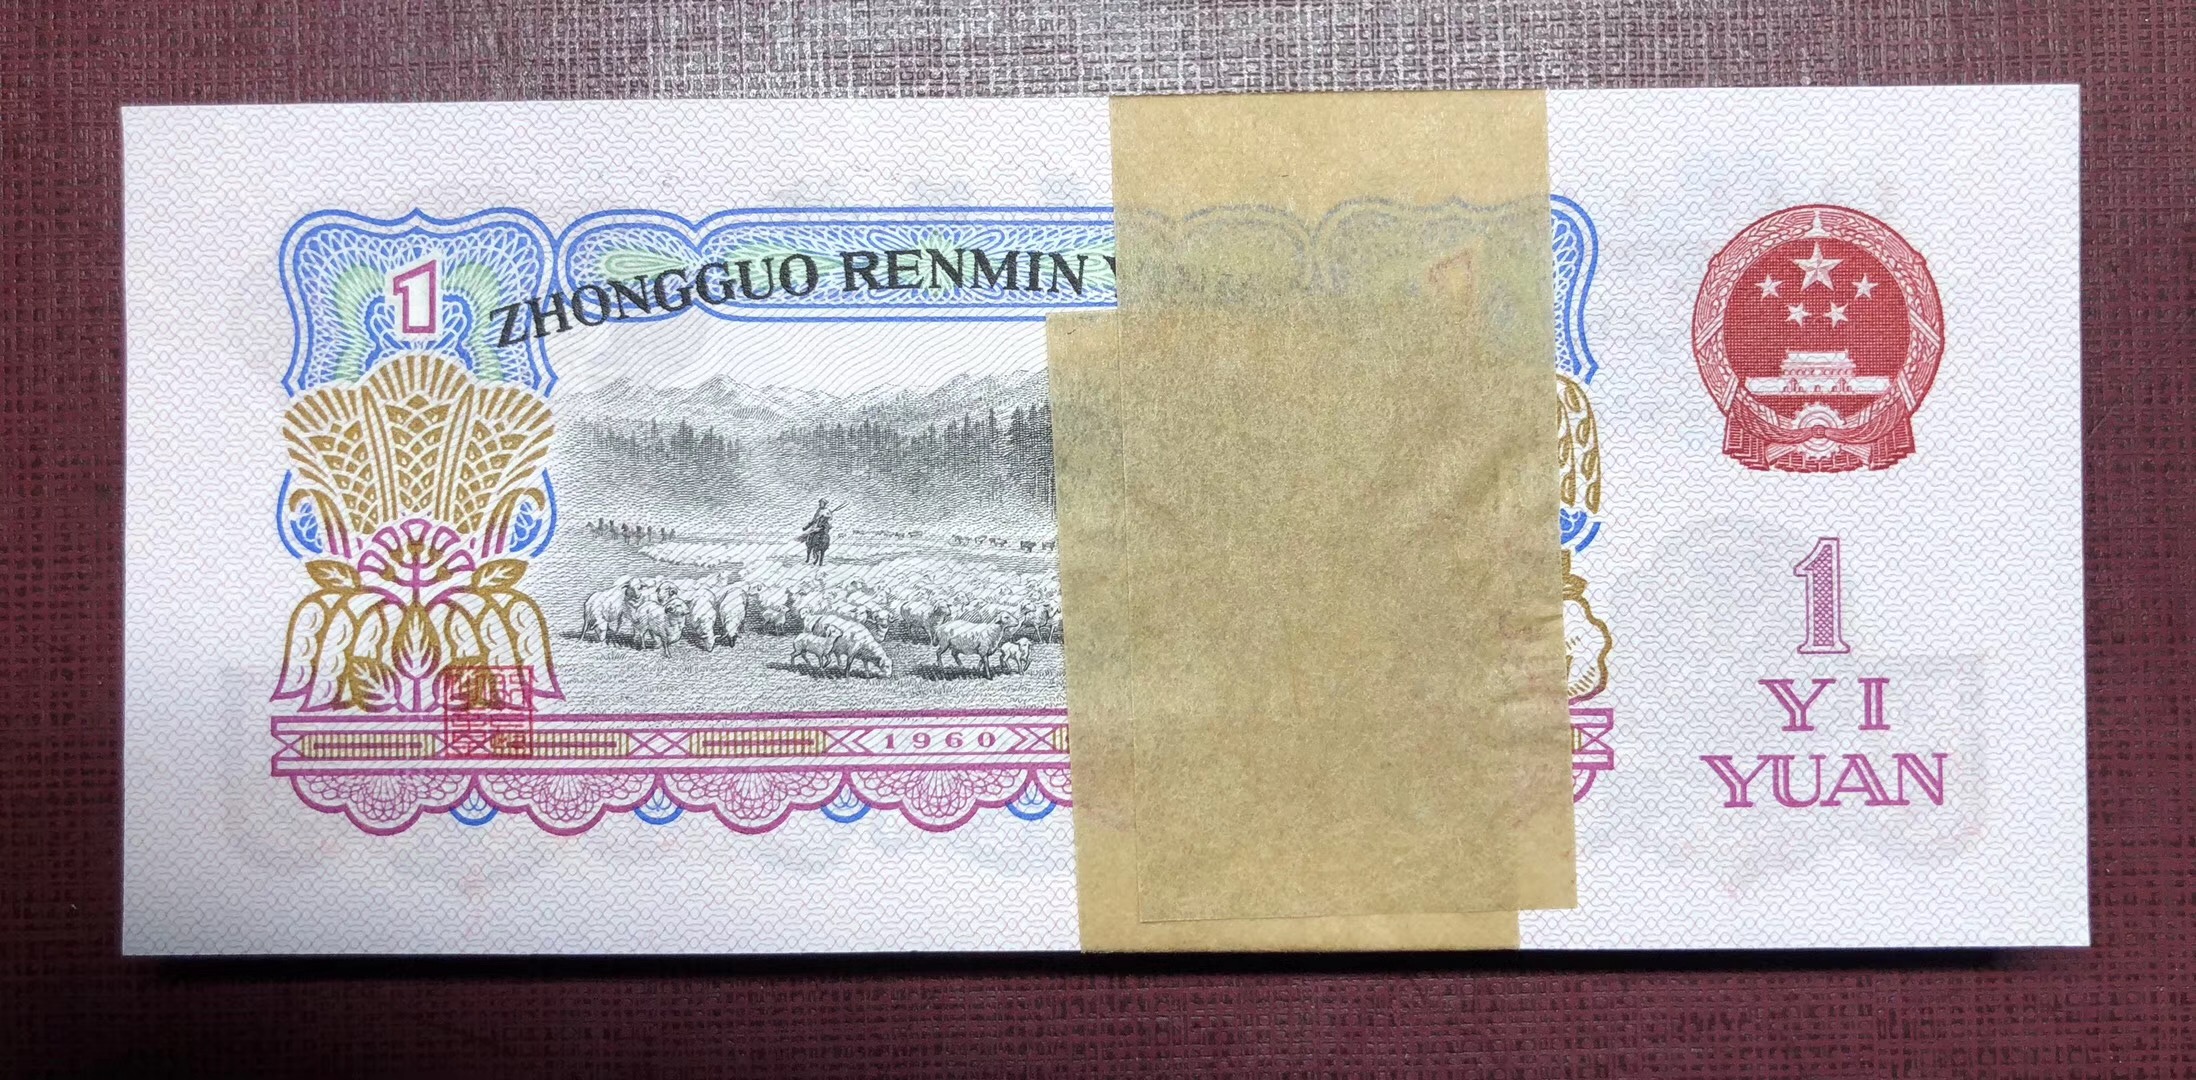 1
ZHONGGUO RENMIN
1960
1
YI
YUAN